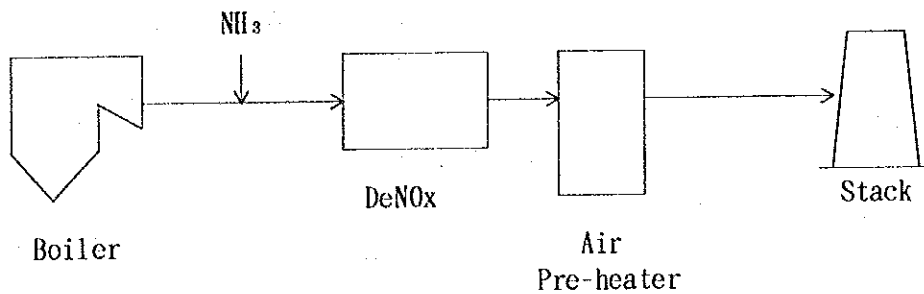 NH₃
DeNOx
Stack
Boiler
Air
Pre-heater